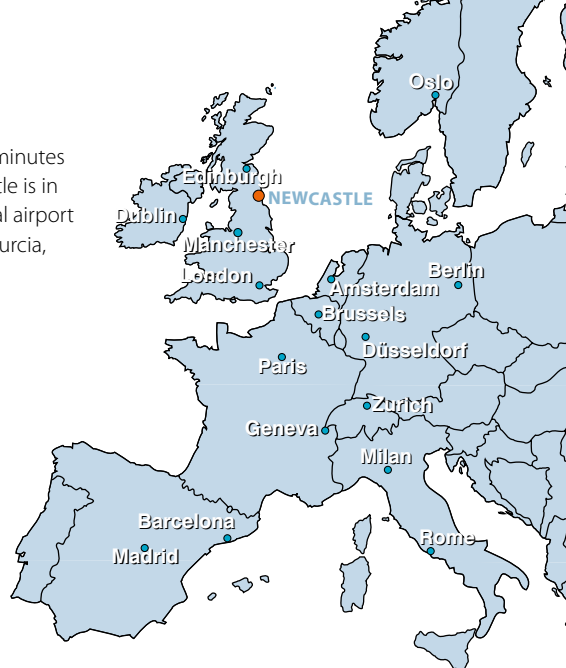 Oslo
minutes
Edinburgh
tle is in
NEWCASTLE
al airport
Dublin
urcia,
Manchester
London
Berlin
Amsterdam
Brussels
Düsseldorf
Paris
Zurich
Geneva
Milan
Barcelona
Rome
Madrid